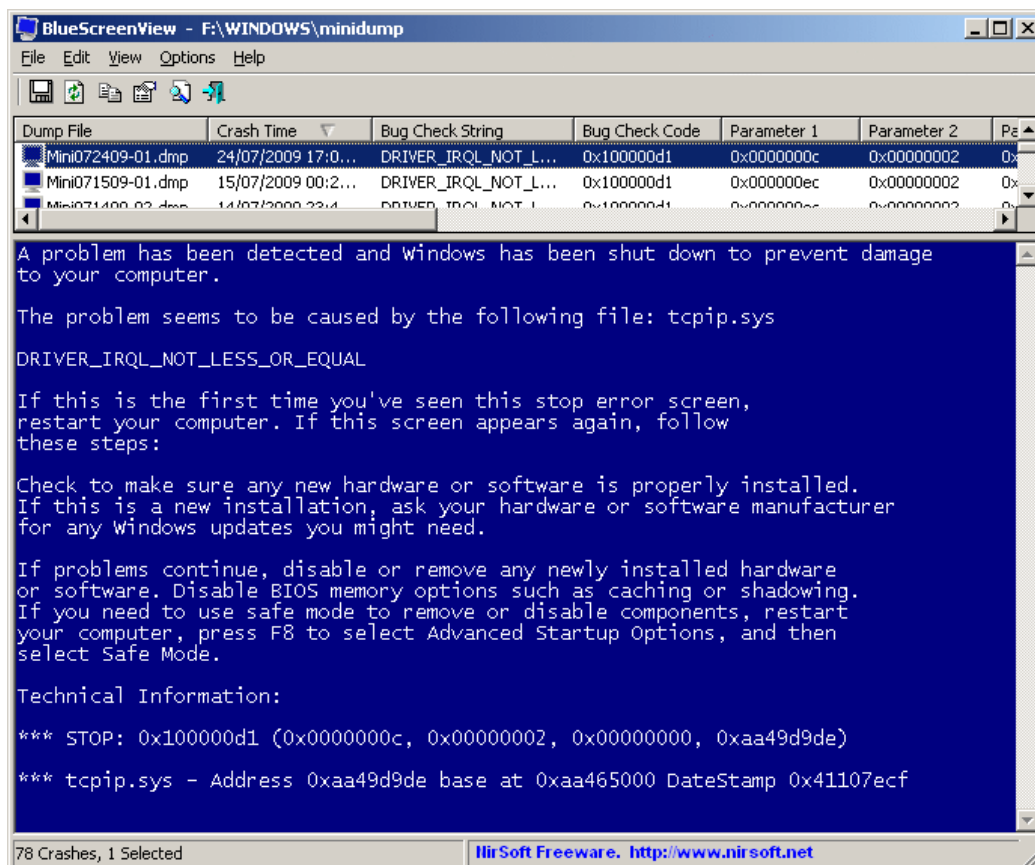 BlueScreenView - F:\WINDOWS\minidump
File Edit View Options Help
Dump File Crash Time Bug Check String Bug Check Code Parameter 1 Parameter 2 Pa
Mini072409-01.dmp 24/07/2009 17:0... DRIVER_IRQL_NOT_L... 0x100000d1 0x0000000c 0x00000002 0x
Mini071509-01.dmp 15/07/2009 00:2... DRIVER_IRQL_NOT_L... 0x100000d1 0x000000ec 0x00000002 0x
A problem has been detected and Windows has been shut down to prevent damage
to your computer.
The problem seems to be caused by the following file: tcpip.sys
DRIVER_IRQL_NOT_LESS_OR_EQUAL
If this is the first time you've seen this stop error screen,
restart your computer. If this screen appears again, follow
these steps:
Check to make sure any new hardware or software is properly installed.
If this is a new installation, ask your hardware or software manufacturer
for any Windows updates you might need.
If problems continue, disable or remove any newly installed hardware
or software. Disable BIOS memory options such as caching or shadowing.
If you need to use safe mode to remove or disable components, restart
your computer, press F8 to select Advanced Startup Options, and then
select Safe Mode.
Technical Information:
*** STOP: 0x100000d1 (0x0000000c, 0x00000002, 0x00000000, 0xaa49d9de)
*** tcpip.sys - Address 0xaa49d9de base at 0xaa465000 DateStamp 0x41107ecf
78 Crashes, 1 Selected NirSoft Freeware. http://www.nirsoft.net